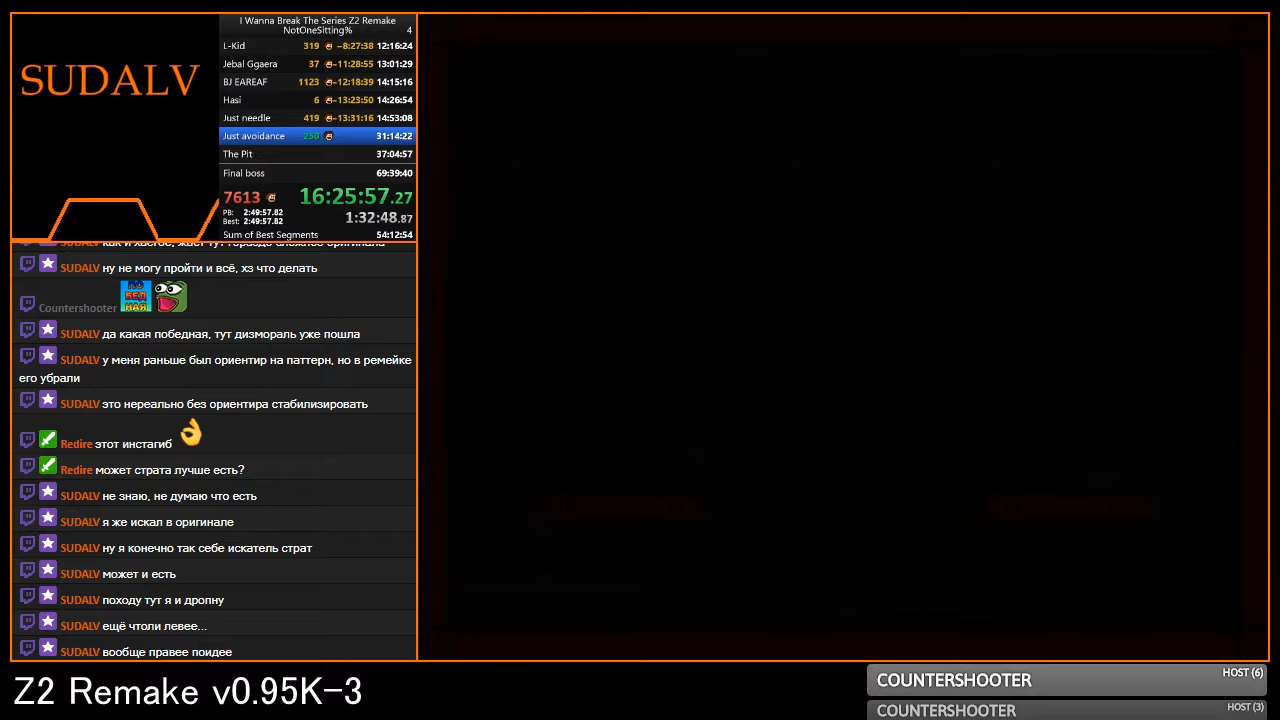 SUDALV
I Wanna Break The Series Z2 Remake
NotOneSitting% 4
L-Kid 319 -8:27:38 12:16:24
Jebal Ggaera 37 -11:28:55 13:01:29
BJ EAREAF 1123 -12:18:39 14:15:16
Hasi 6 -13:23:50 14:26:54
Just needle 419 -13:31:16 14:53:08
Just avoidance 250 31:14:22
The Pit 37:04:57
Final boss 69:39:40
7613 16:25:57.27
PB: 2:49:57.82
Best: 2:49:57.82 1:32:48.87
Sum of Best Segments 54:12:54
SUDALV ну не могу пройти и всё, хз что делать
Countershooter ПО БЕД НАЯ
SUDALV да какая победная, тут дизмораль уже пошла
SUDALV у меня раньше был ориентир на паттерн, но в ремейке
его убрали
SUDALV это нереально без ориентира стабилизировать
Redire этот инстагиб
Redire может страта лучше есть?
SUDALV не знаю, не думаю что есть
SUDALV я же искал в оригинале
SUDALV ну я конечно так себе искатель страт
SUDALV может и есть
SUDALV походу тут я и дропну
SUDALV ещё чтоли левее...
SUDALV вообще правее поидее
Z2 Remake v0.95K-3
COUNTERSHOOTER HOST (6)
COUNTERSHOOTER HOST (3)